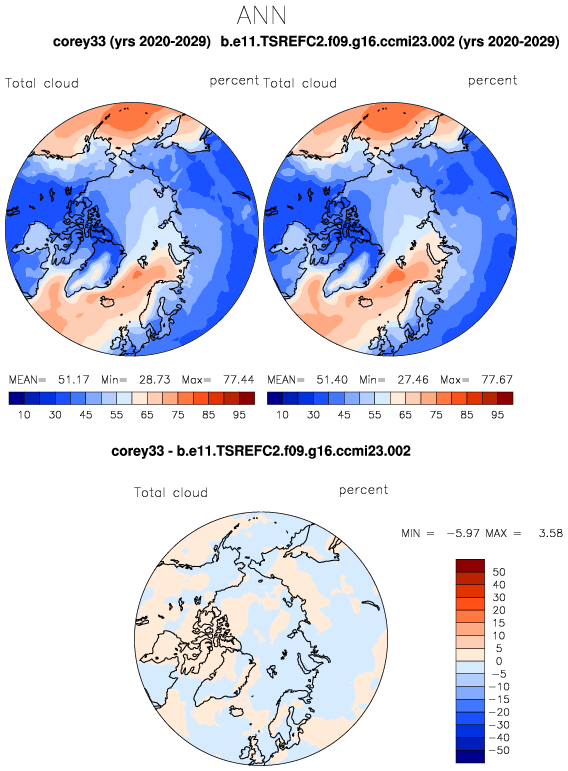 ANN
corey33 (yrs 2020-2029) b.e11.TSREFC2.f09.g16.ccmi23.002 (yrs 2020-2029)
Total cloud percent Total cloud percent
MEAN= 51.17 Min= 28.73 Max= 77.44 MEAN= 51.40 Min= 27.46 Max= 77.67
10 30 45 55 65 75 85 95 10 30 45 55 65 75 85 95
corey33 - b.e11.TSREFC2.f09.g16.ccmi23.002
Total cloud percent
MIN = -5.97 MAX = 3.58
50
40
30
20
15
10
5
0
-5
-10
-15
-20
-30
-40
-50